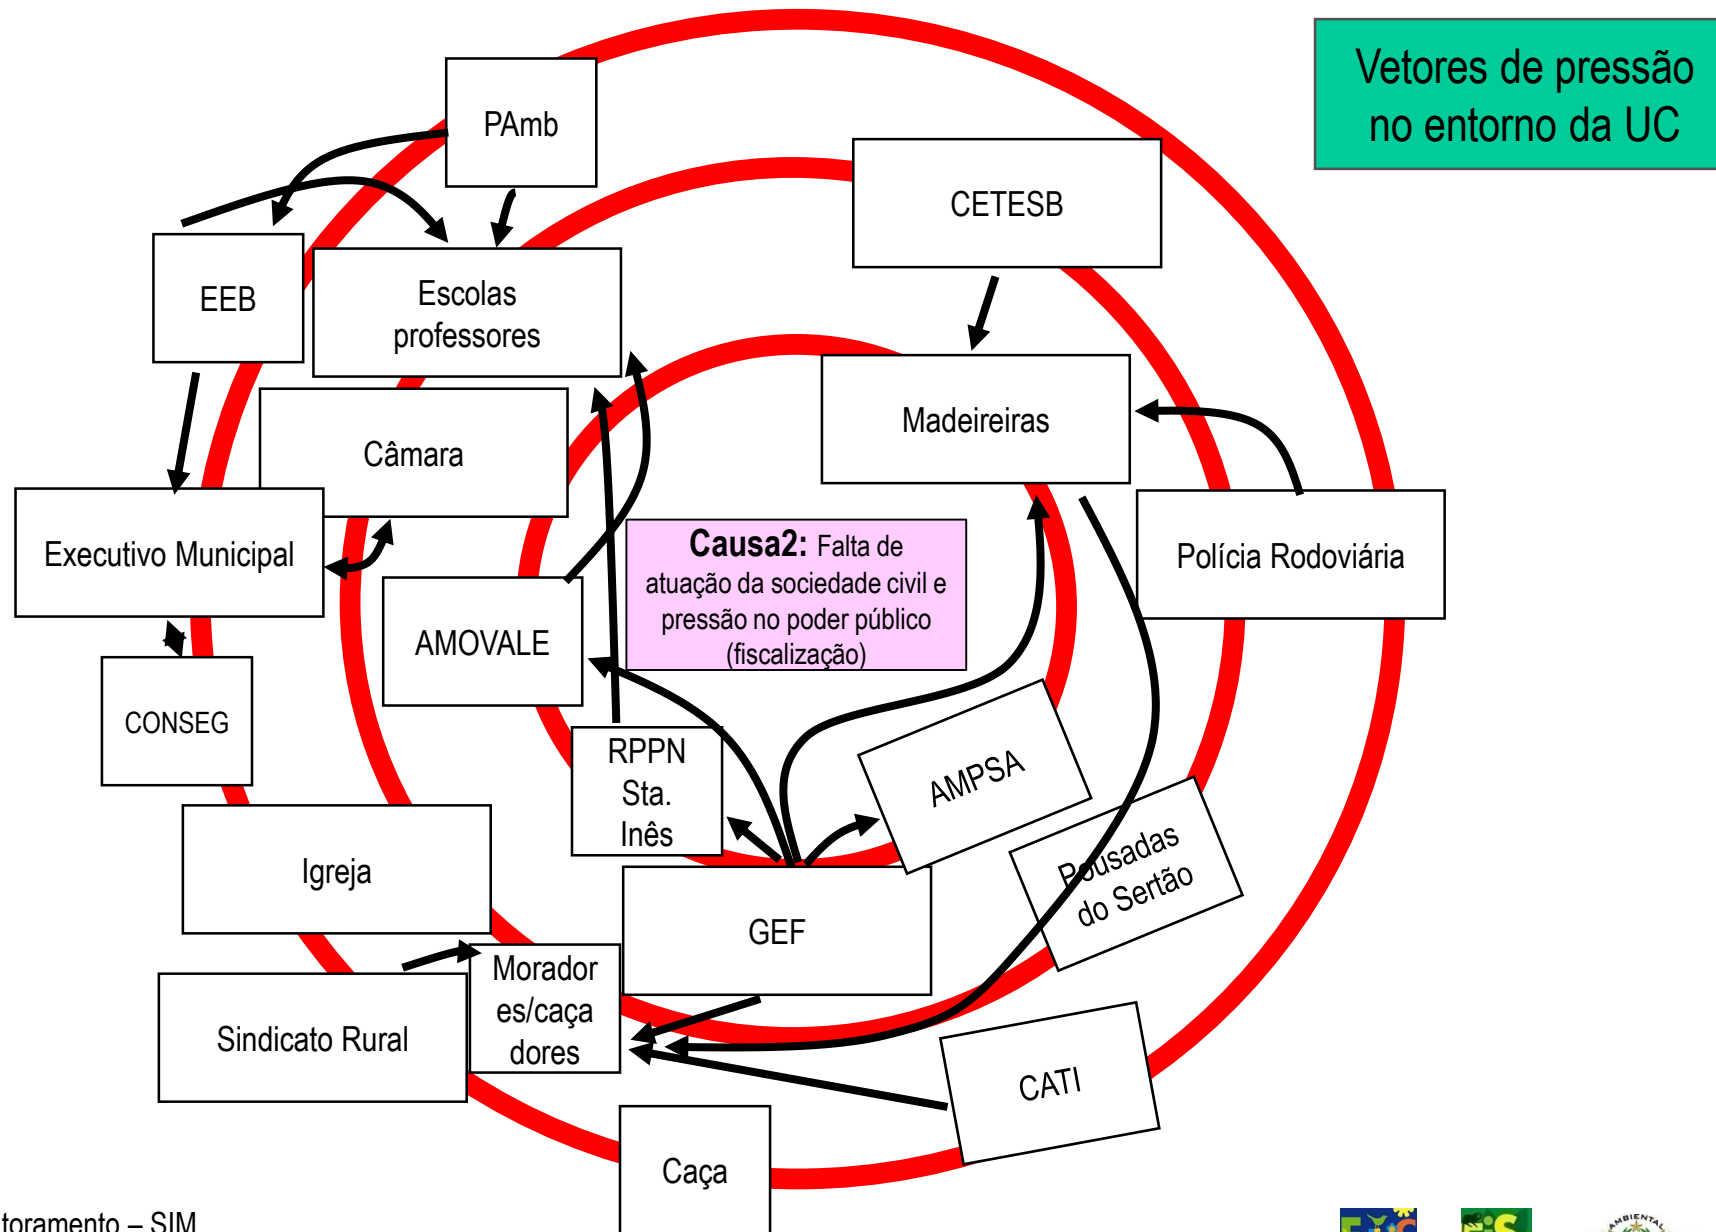 Vetores de pressão
no entorno da UC
PAmb
CETESB
EEB
Escolas
professores
Madeireiras
Câmara
Executivo Municipal
Causa2: Falta de
atuação da sociedade civil e
pressão no poder público
(fiscalização)
Polícia Rodoviária
AMOVALE
CONSEG
RPPN
Sta.
Inês
AMPSA
Igreja
Pousadas
do Sertão
GEF
Morador
es/caça
dores
Sindicato Rural
CATI
Caça
toramento – SIM